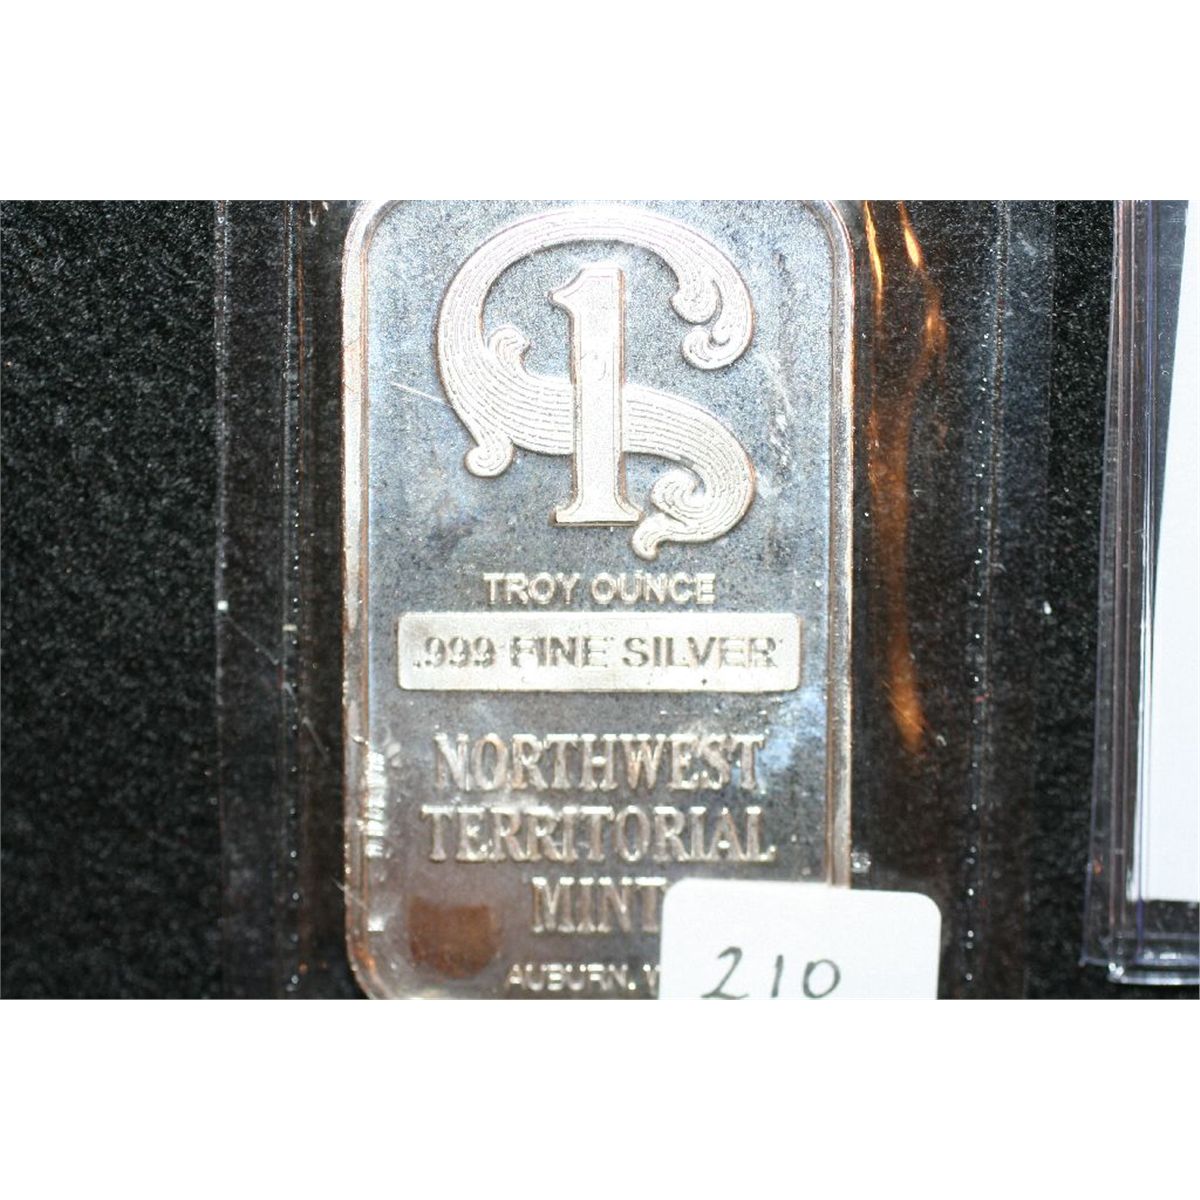 1
TROY OUNCE
.999 FINE SILVER
NORTHWEST
TERRITORIAL
MINT
AUBURN, W
210